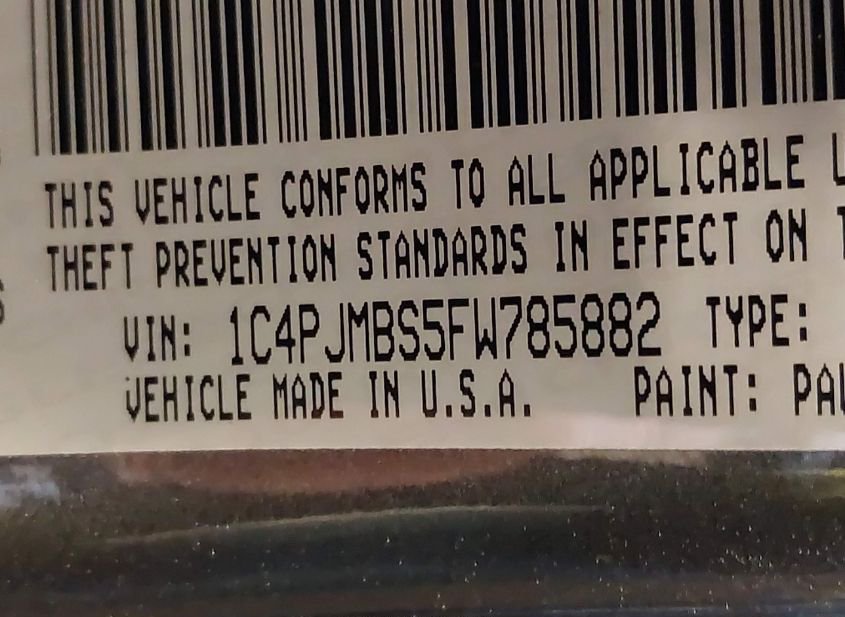 THIS VEHICLE CONFORMS TO ALL APPLICABLE
THEFT PREVENTION STANDARDS IN EFFECT ON
VIN: 1C4PJMBS5FW785882 TYPE:
VEHICLE MADE IN U.S.A. PAINT: PAU